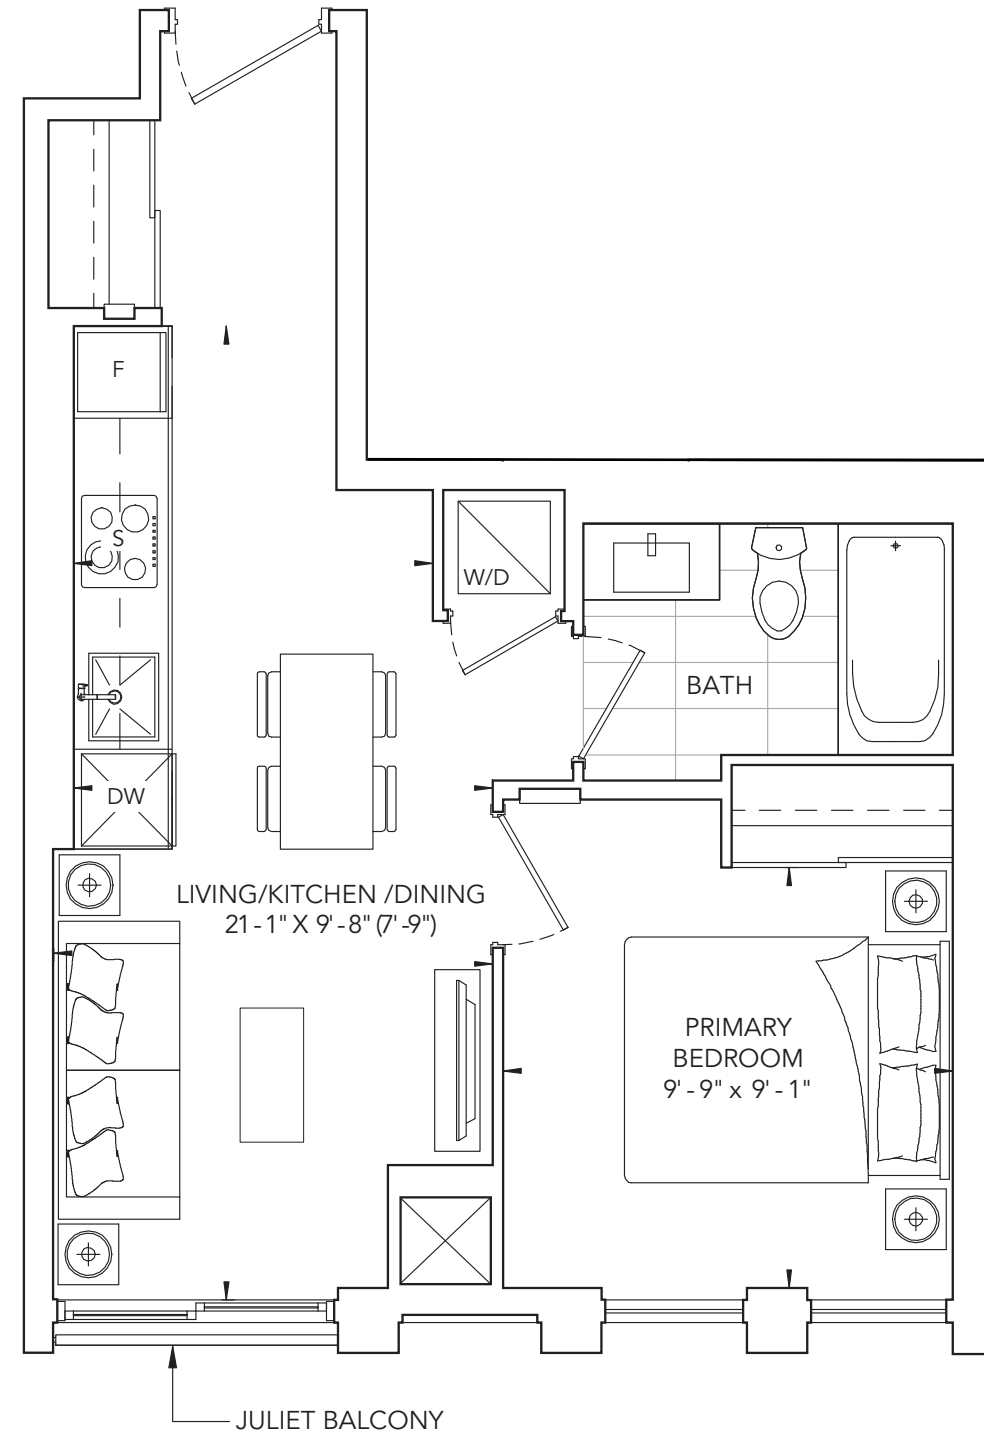 F
S
W/D
BATH
DW
LIVING/KITCHEN /DINING
21-1" X 9'-8" (7'-9")
PRIMARY
BEDROOM
9'-9" x 9'-1"
JULIET BALCONY